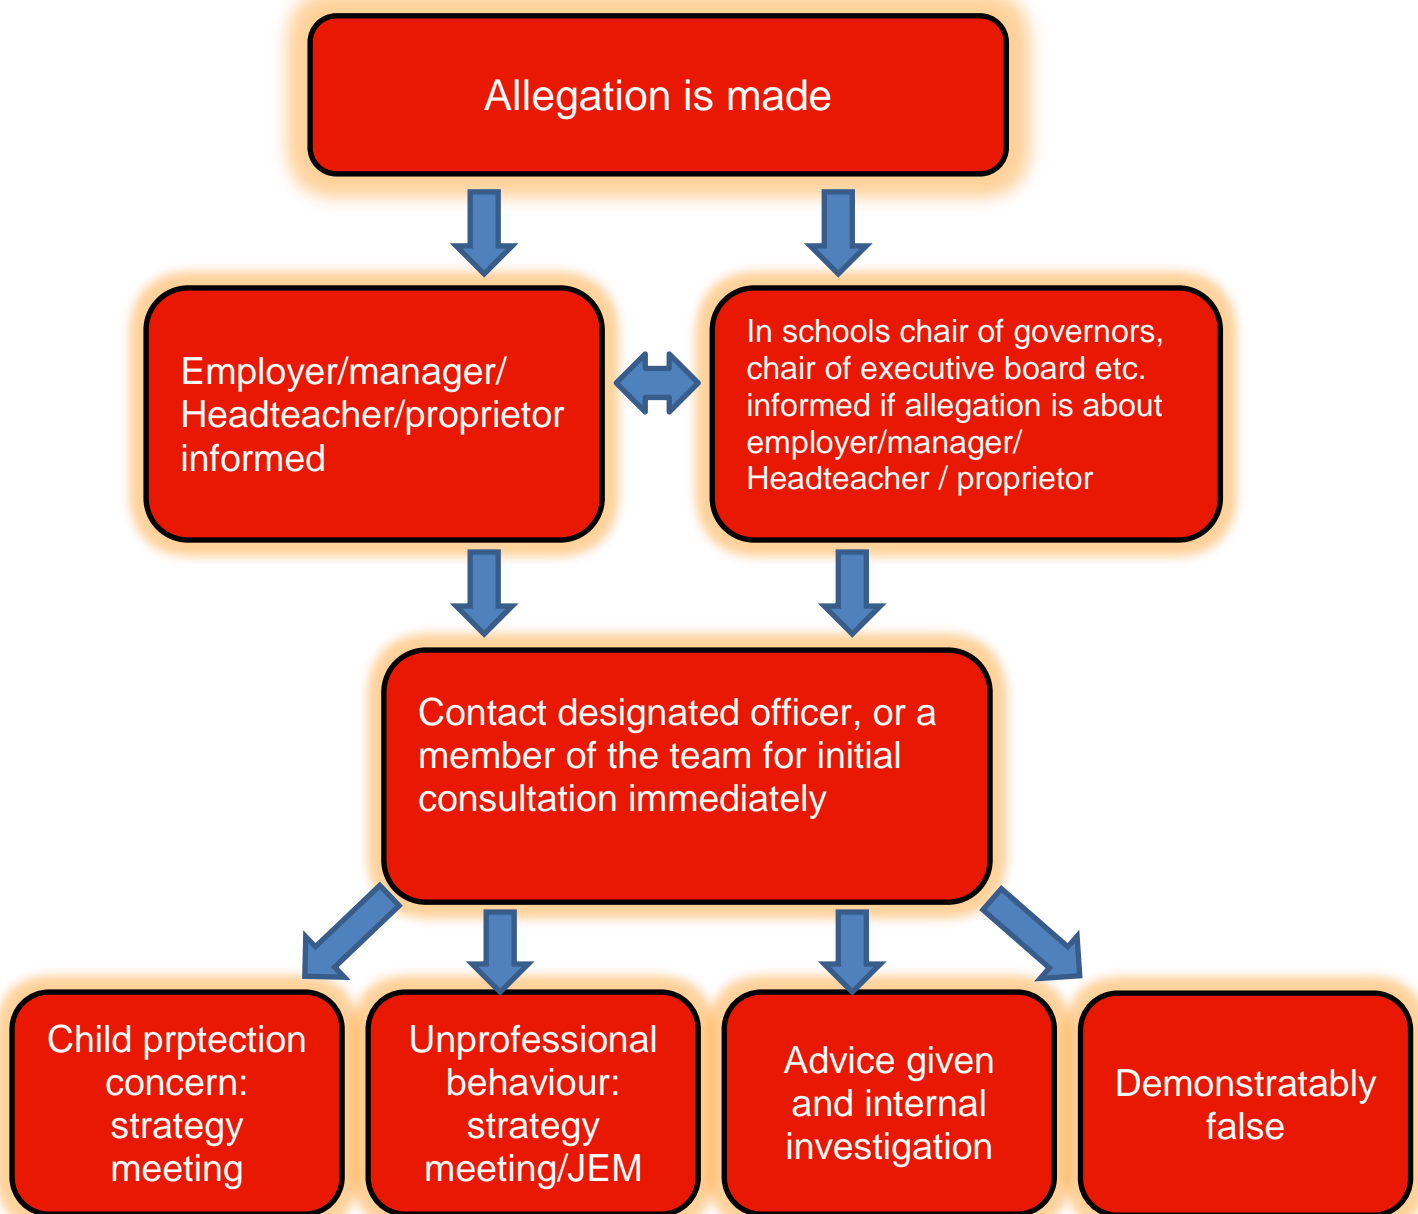 Allegation is made
Employer/manager/
Headteacher/proprietor
informed
In schools chair of governors,
chair of executive board etc.
informed if allegation is about
employer/manager/
Headteacher / proprietor
Contact designated officer, or a
member of the team for initial
consultation immediately
Child prptection
concern:
strategy
meeting
Unprofessional
behaviour:
strategy
meeting/JEM
Advice given
and internal
investigation
Demonstratably
false